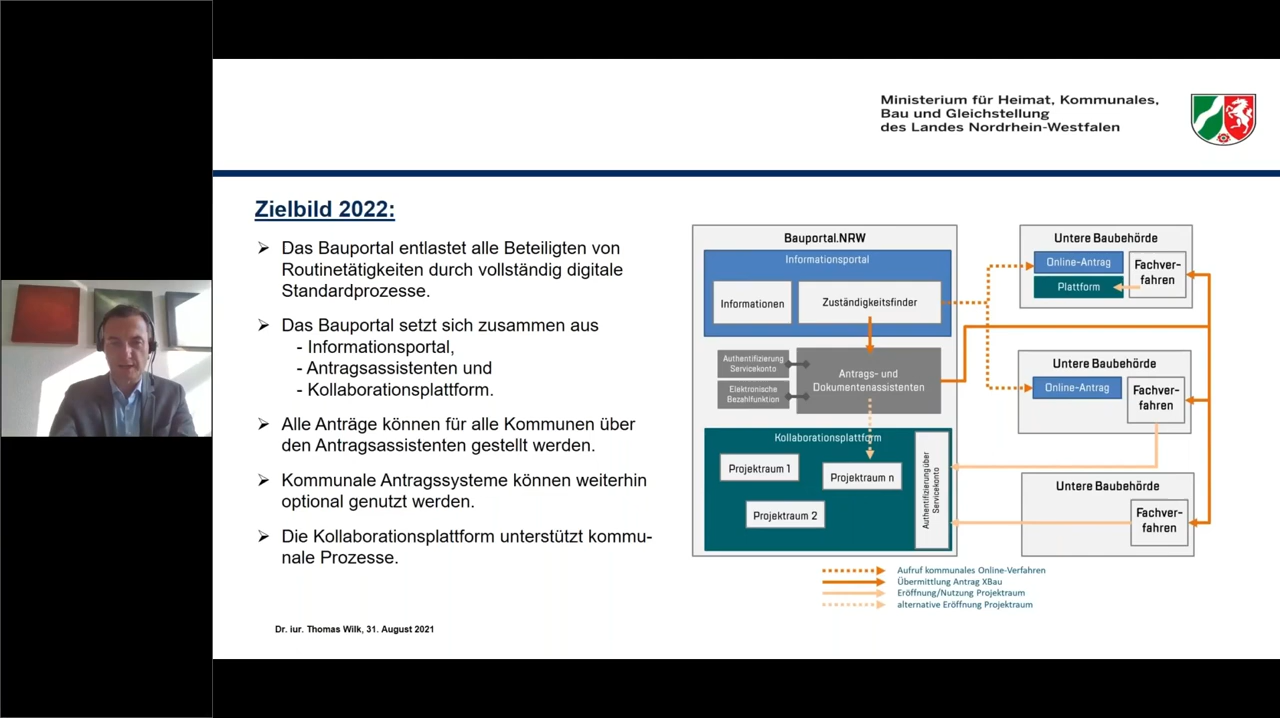 Ministerium für Heimat, Kommunales,
Bau und Gleichstellung
des Landes Nordrhein-Westfalen
Zielbild 2022:
Das Bauportal entlastet alle Beteiligten von
Routinetätigkeiten durch vollständig digitale
Standardprozesse.
Das Bauportal setzt sich zusammen aus
- Informationsportal,
- Antragsassistenten und
- Kollaborationsplattform.
Alle Anträge können für alle Kommunen über
den Antragsassistenten gestellt werden.
Kommunale Antragssysteme können weiterhin
optional genutzt werden.
Die Kollaborationsplattform unterstützt kommu-
nale Prozesse.
Bauportal.NRW
Informationsportal
Informationen
Zuständigkeitsfinder
Authentifizierung
Servicekonto
Elektronische
Bezahlfunktion
Antrags- und
Dokumentenassistenten
Kollaborationsplattform
Projektraum 1
Projektraum n
Projektraum 2
Authentifizierung über
Servicekonto
Untere Baubehörde
Online-Antrag
Plattform
Fachver-
fahren
Untere Baubehörde
Online-Antrag
Fachver-
fahren
Untere Baubehörde
Fachver-
fahren
Aufruf kommunales Online-Verfahren
Übermittlung Antrag XBau
Eröffnung/Nutzung Projektraum
alternative Eröffnung Projektraum
Dr. iur. Thomas Wilk, 31. August 2021